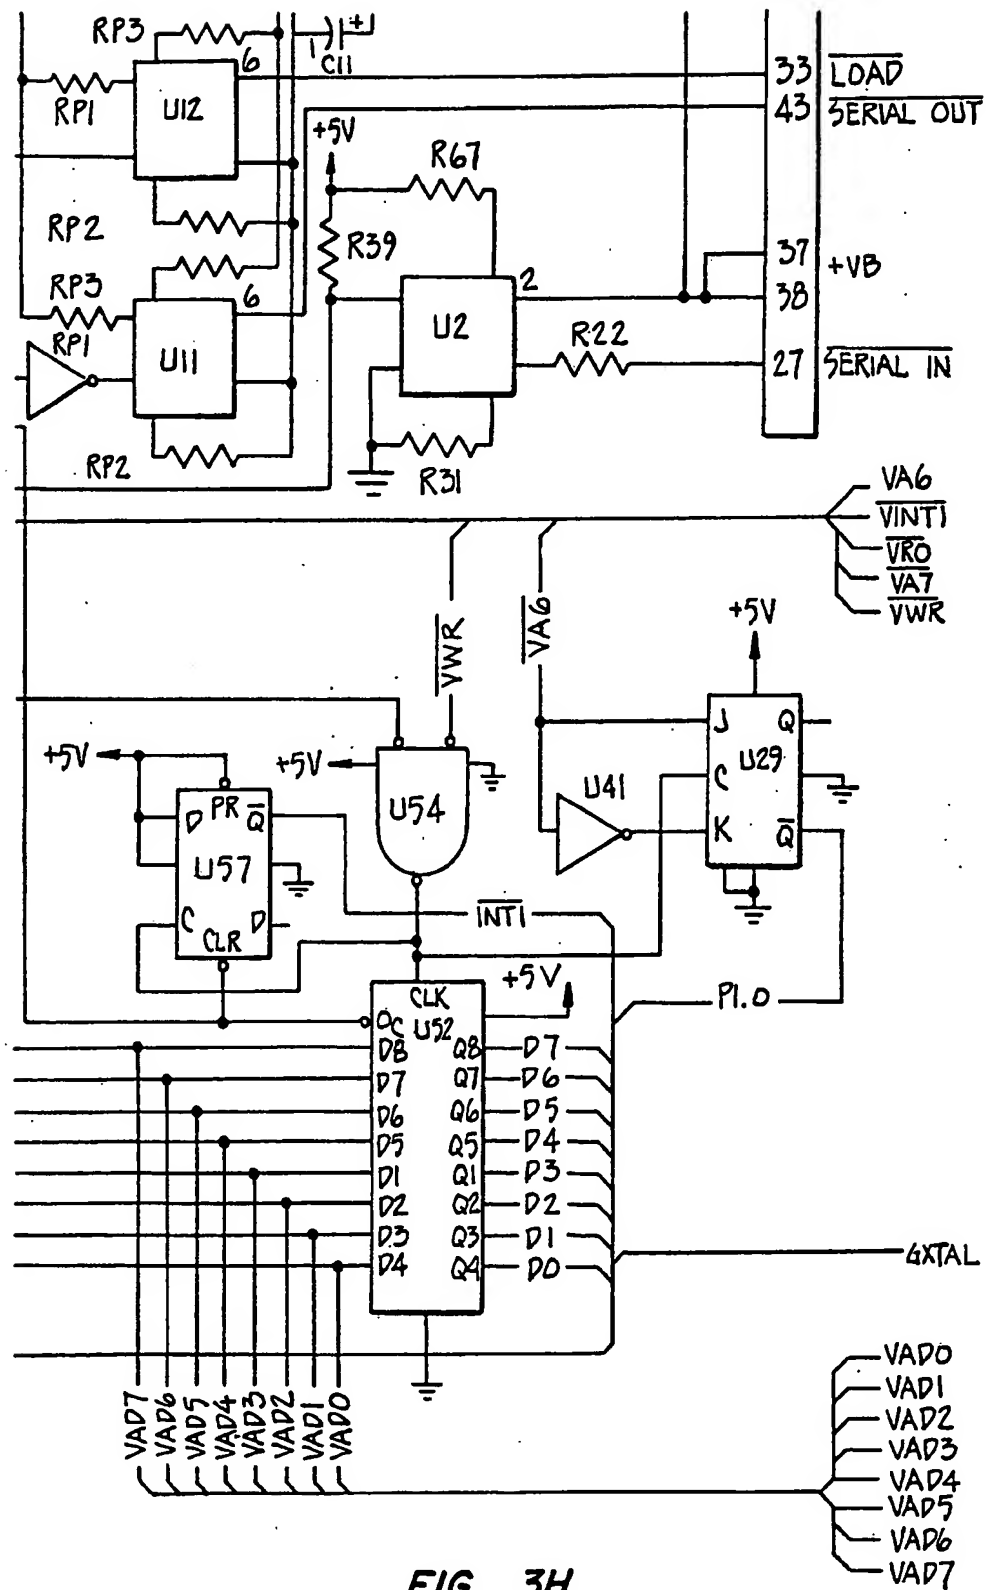 RP3
+
1
C11
6
33
LOAD
RP1
U12
43
SERIAL OUT
+5V
R67
RP2
R39
37
+VB
RP3
6
2
38
U2
R22
RP1
U11
27
SERIAL IN
RP2
R31
VA6
VINT1
VRO
VA7
VWR
VWR
VA6
+5V
J
Q
+5V
+5V
U29
PR
Q
C
U41
D
U54
K
Q
U57
C
D
INT1
CLR
+5V
CLK
P1.0
OC
U52
D8
Q8
D7
D7
Q7
D6
D6
Q6
D5
D5
Q5
D4
D1
Q1
D3
D2
Q2
D2
D3
Q3
D1
D4
Q4
D0
GXTAL
VAD7
VAD6
VAD5
VAD4
VAD3
VAD2
VAD1
VAD0
VAD0
VAD1
VAD2
VAD3
VAD4
VAD5
VAD6
VAD7
FIG. 3H